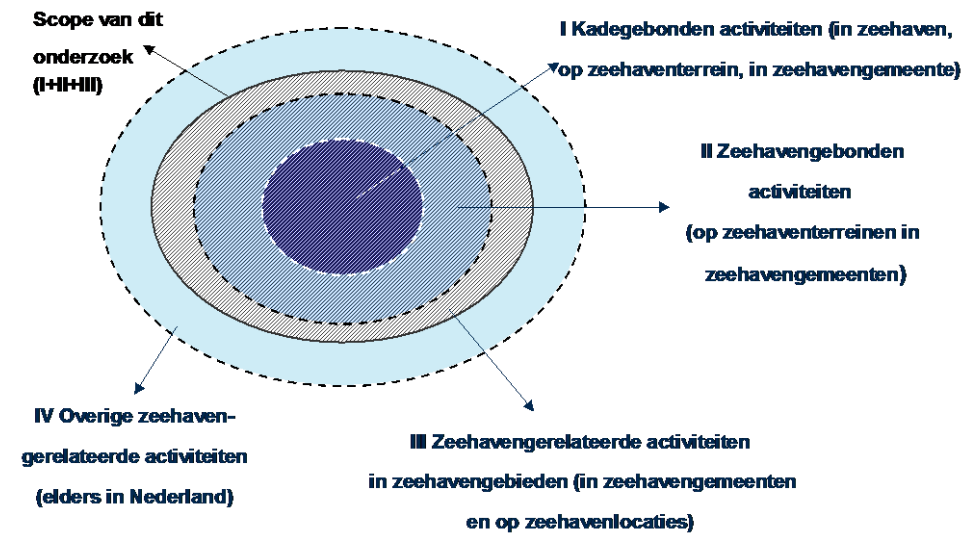 Scope van dit
onderzoek
(I+II+III)
I Kadegebonden activiteiten (in zeehaven,
op zeehaventerrein, in zeehavengemeente)
II Zeehavengebonden
activiteiten
(op zeehaventerreinen in
zeehavengemeenten)
IV Overige zeehaven-
gerelateerde activiteiten
(elders in Nederland)
III Zeehavengerelateerde activiteiten
in zeehavengebieden (in zeehavengemeenten
en op zeehavenlocaties)